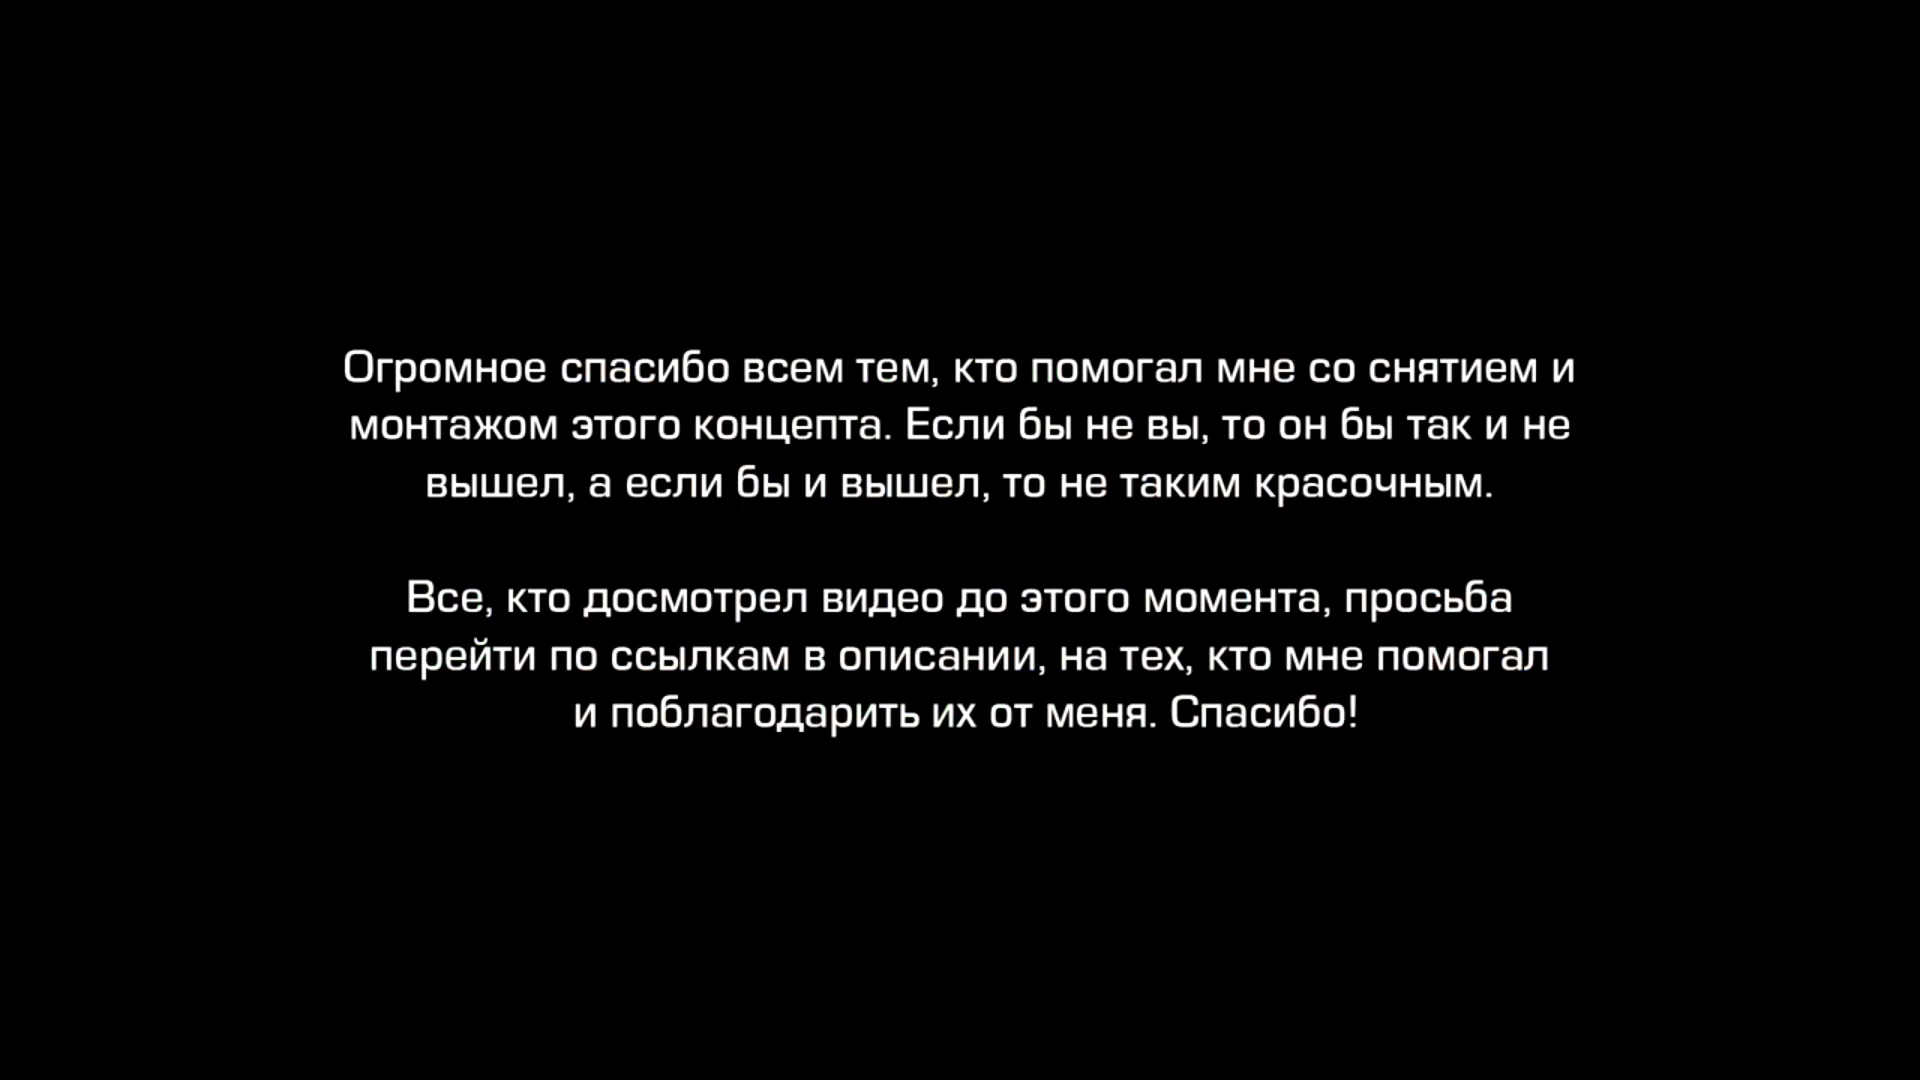 Огромное спасибо всем тем, кто помогал мне со снятием и
монтажом этого концепта. Если бы не вы, то он бы так и не
вышел, а если бы и вышел, то не таким красочным.
Все, кто досмотрел видео до этого момента, просьба
перейти по ссылкам в описании, на тех, кто мне помогал
и поблагодарить их от меня. Спасибо!